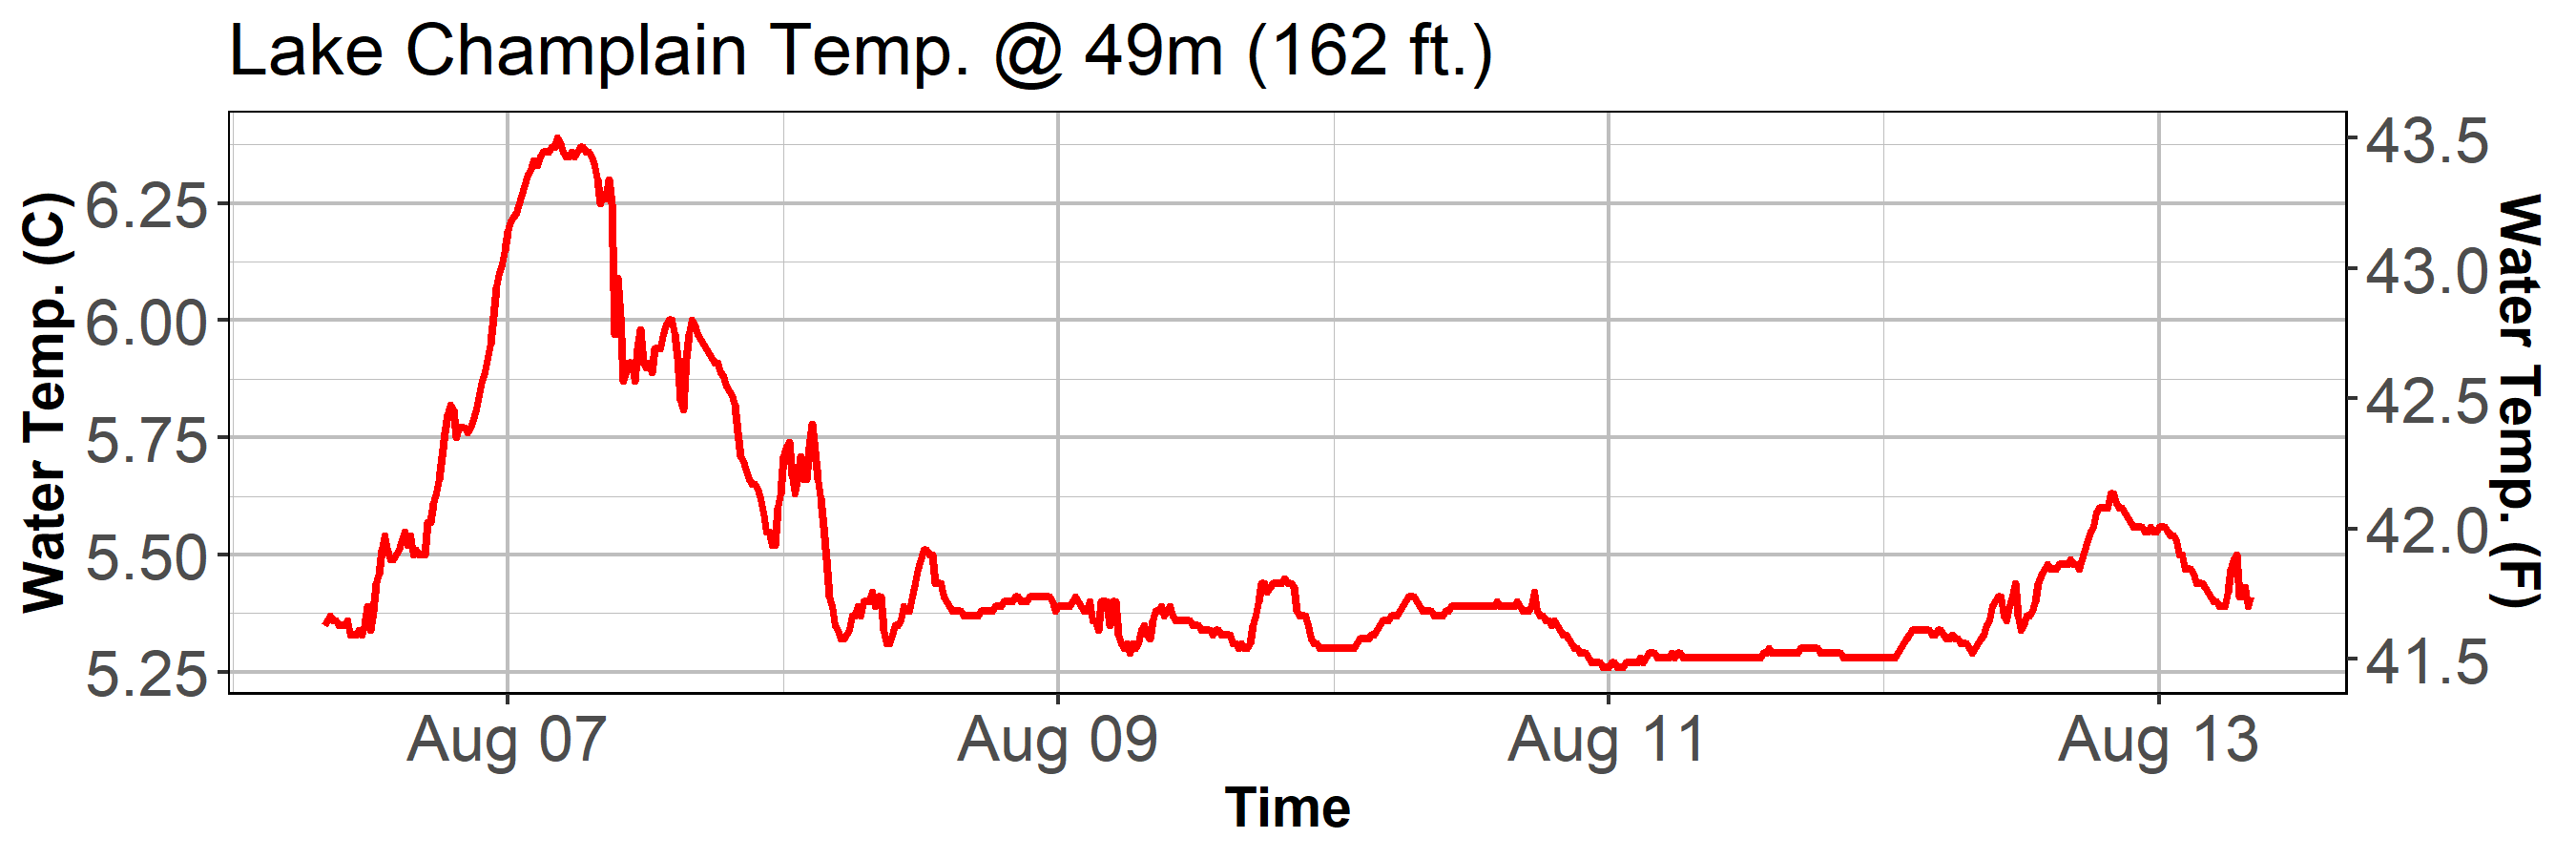 Lake Champlain Temp. @ 49m (162 ft.)
Water Temp. (C)
6.25
6.00
5.75
5.50
5.25
43.5
43.0
42.5
42.0
41.5
Water Temp. (F)
Aug 07 Aug 09 Aug 11 Aug 13
Time